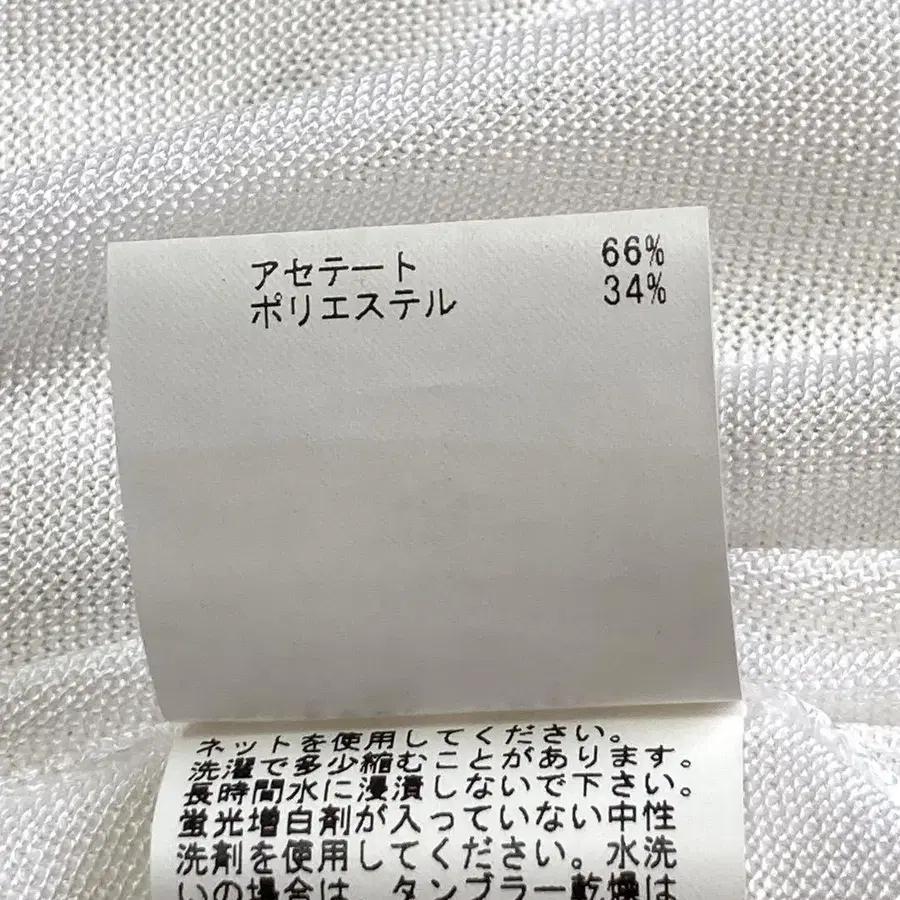 アセテート 66%
ポリエステル 34%
ネットを使用してください。
洗濯で多少縮むことがあります。
長時間水に浸漬しないで下さい。
蛍光増白剤が入っていない中性
洗剤を使用してください。水洗
いの場合は、タンブラー乾燥は